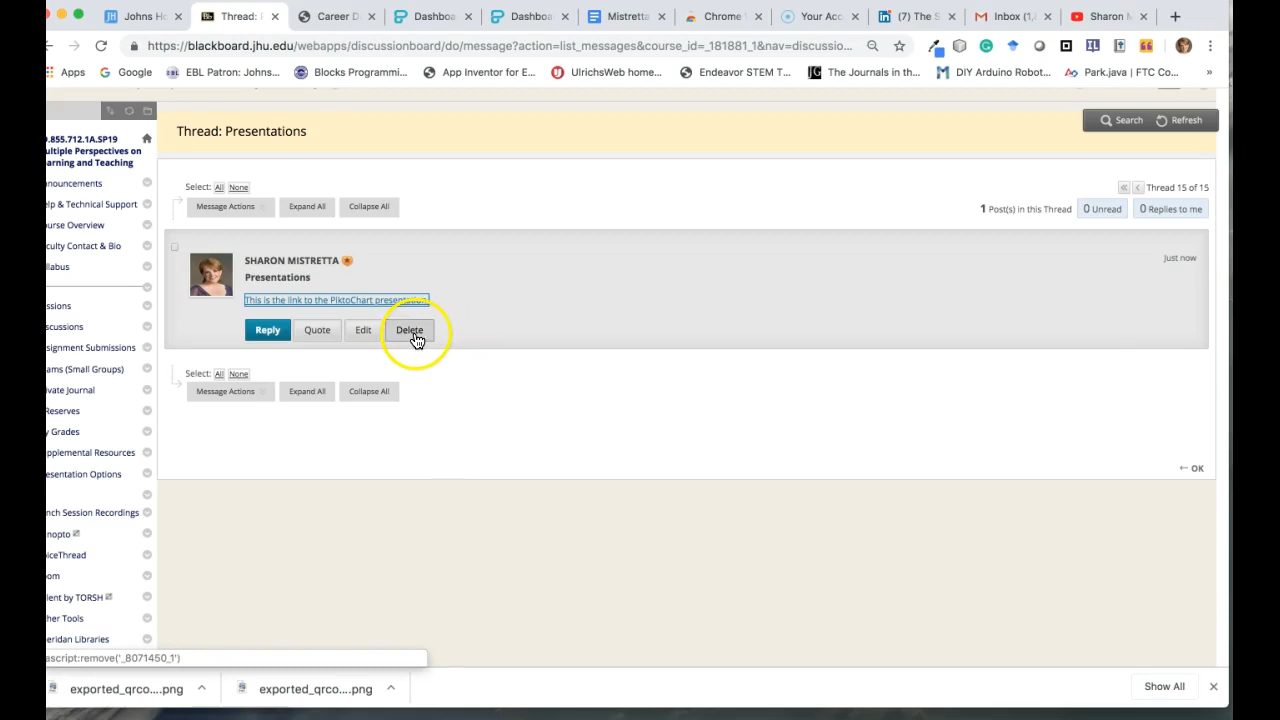 Johns Ho
Thread: P
Career D
Dashboa
Dashboa
Mistretta
Chrome
Your Acc
(7) The S
Inbox (1,
Sharon M
https://blackboard.jhu.edu/webapps/discussionboard/do/message?action=list_messages&course_id=_181881_1&nav=discussio...
Apps
Google
EBL Patron: Johns...
Blocks Programmi...
App Inventor for E...
UlrichsWeb home...
Endeavor STEM T...
The Journals in th...
DIY Arduino Robot...
Park.java | FTC Co...
»
.855.712.1A.SP19
ultiple Perspectives on
arning and Teaching
nnouncements
elp & Technical Support
ourse Overview
culty Contact & Bio
llabus
ssions
scussions
signment Submissions
ams (Small Groups)
ivate Journal
Reserves
y Grades
pplemental Resources
esentation Options
nch Session Recordings
nopto
iceThread
om
lent by TORSH
her Tools
eridan Libraries
Thread: Presentations
Search
Refresh
Select: All None
Thread 15 of 15
Message Actions
Expand All
Collapse All
1 Post(s) in this Thread
0 Unread
0 Replies to me
SHARON MISTRETTA
Just now
Presentations
This is the link to the PiktoChart presentation
Reply
Quote
Edit
Delete
Select: All None
Message Actions
Expand All
Collapse All
OK
ascript:remove('_8071450_1')
exported_qrco....png
exported_qrco....png
Show All